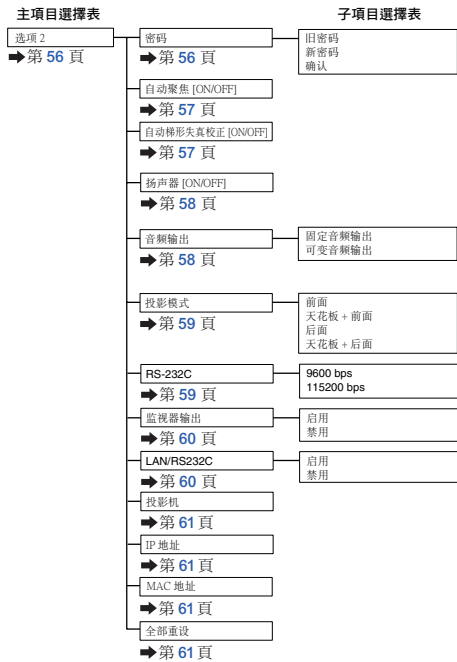 主項目選擇表
子項目選擇表
选项 2
➡第 56 頁
密码
➡第 56 頁
旧密码
新密码
确认
自动聚焦 [ON/OFF]
➡第 57 頁
自动梯形失真校正 [ON/OFF]
➡第 57 頁
扬声器 [ON/OFF]
➡第 58 頁
音频输出
➡第 58 頁
固定音频输出
可变音频输出
投影模式
➡第 59 頁
前面
天花板 + 前面
后面
天花板 + 后面
RS-232C
➡第 59 頁
9600 bps
115200 bps
监视器输出
➡第 60 頁
启用
禁用
LAN/RS232C
➡第 60 頁
启用
禁用
投影机
➡第 61 頁
IP 地址
➡第 61 頁
MAC 地址
➡第 61 頁
全部重设
➡第 61 頁